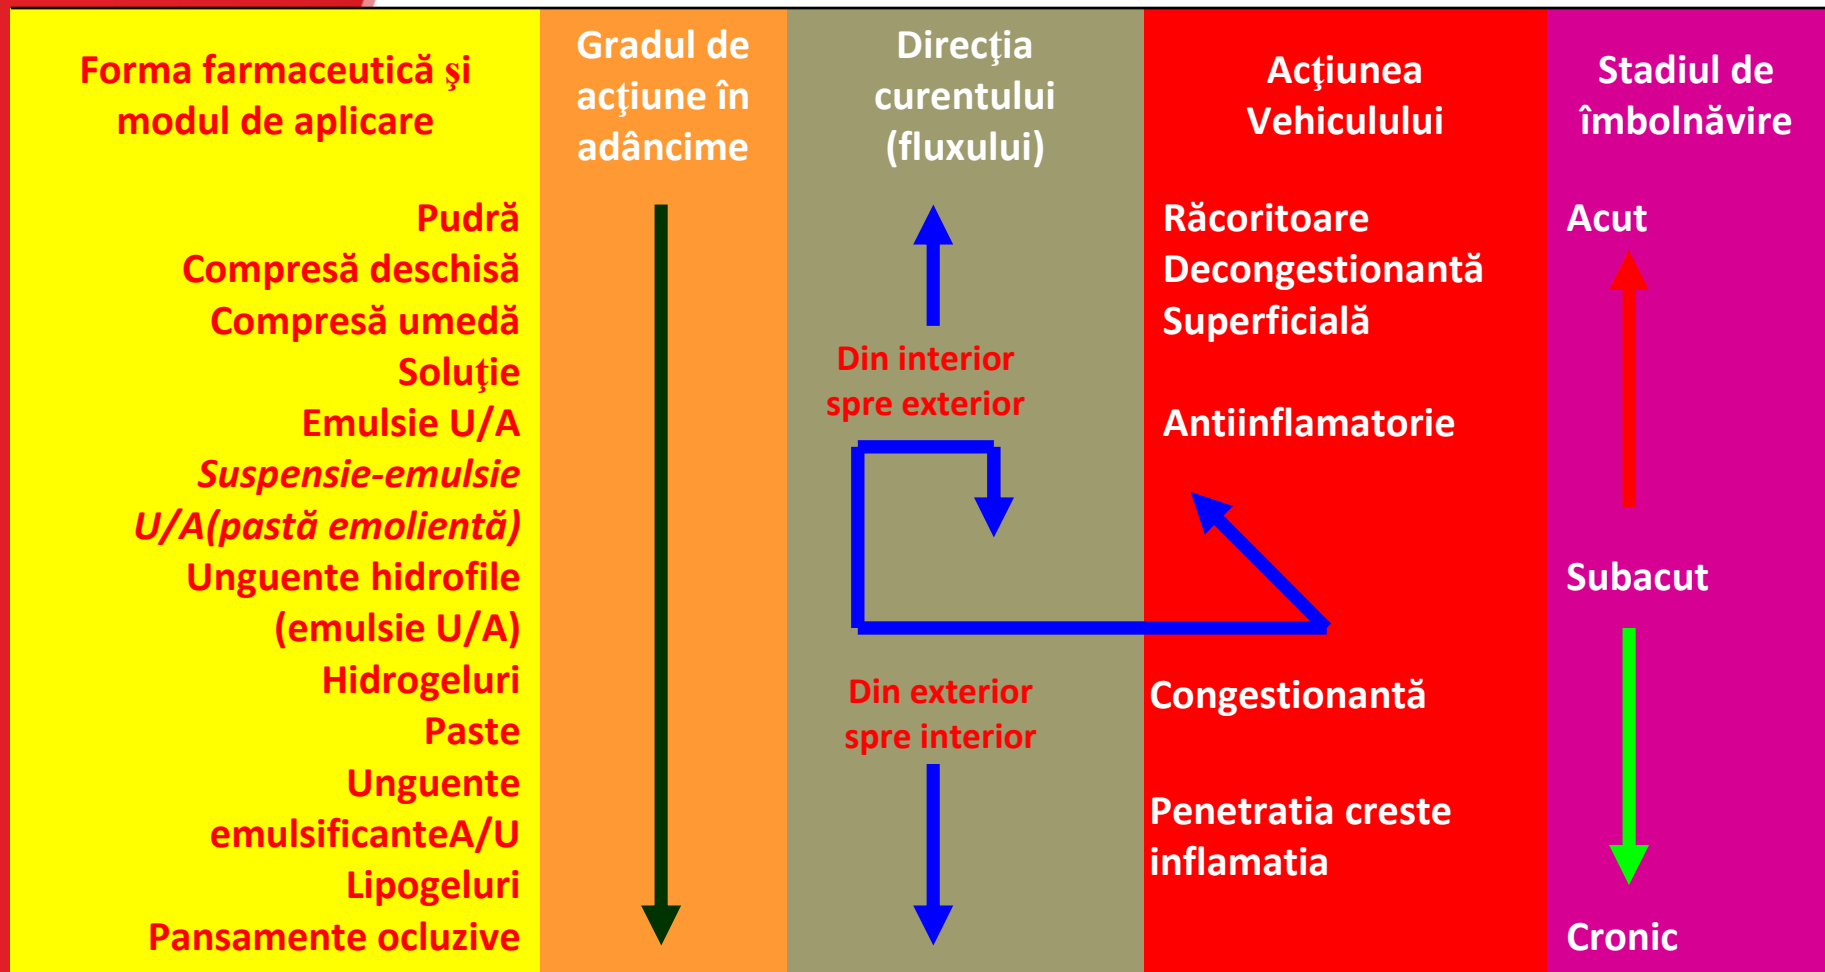 Forma farmaceutică şi
modul de aplicare
Gradul de
acţiune în
adâncime
Direcţia
curentului
(fluxului)
Acţiunea
Vehiculului
Stadiul de
îmbolnăvire
Pudră
Compresă deschisă
Compresă umedă
Soluţie
Emulsie U/A
Suspensie-emulsie
U/A(pastă emolientă)
Unguente hidrofile
(emulsie U/A)
Hidrogeluri
Paste
Unguente
emulsificanteA/U
Lipogeluri
Pansamente ocluzive
Din interior
spre exterior
Din exterior
spre interior
Răcoritoare
Decongestionantă
Superficială
Antiinflamatorie
Congestionantă
Penetratia creste
inflamatia
Acut
Subacut
Cronic